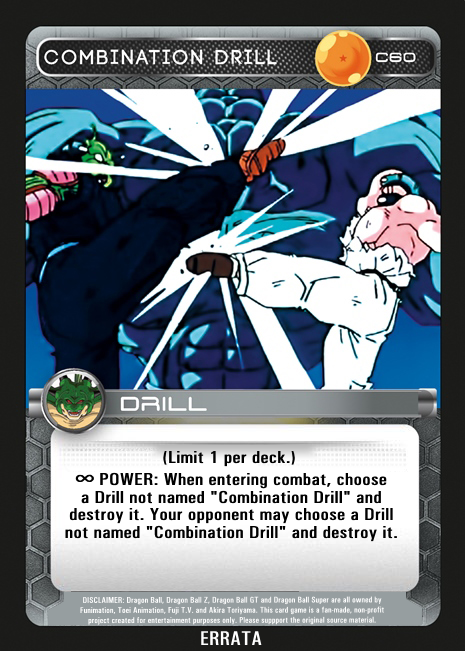 COMBINATION DRILL C60
DRILL
(Limit 1 per deck.)
∞ POWER: When entering combat, choose
a Drill not named "Combination Drill" and
destroy it. Your opponent may choose a Drill
not named "Combination Drill" and destroy it.
DISCLAIMER: Dragon Ball, Dragon Ball Z, Dragon Ball GT and Dragon Ball Super are all owned by
Funimation, Toei Animation, Fuji T.V. and Akira Toriyama. This card game is a fan-made, non-profit
project created for entertainment purposes only. Please suppport the original source material.
ERRATA